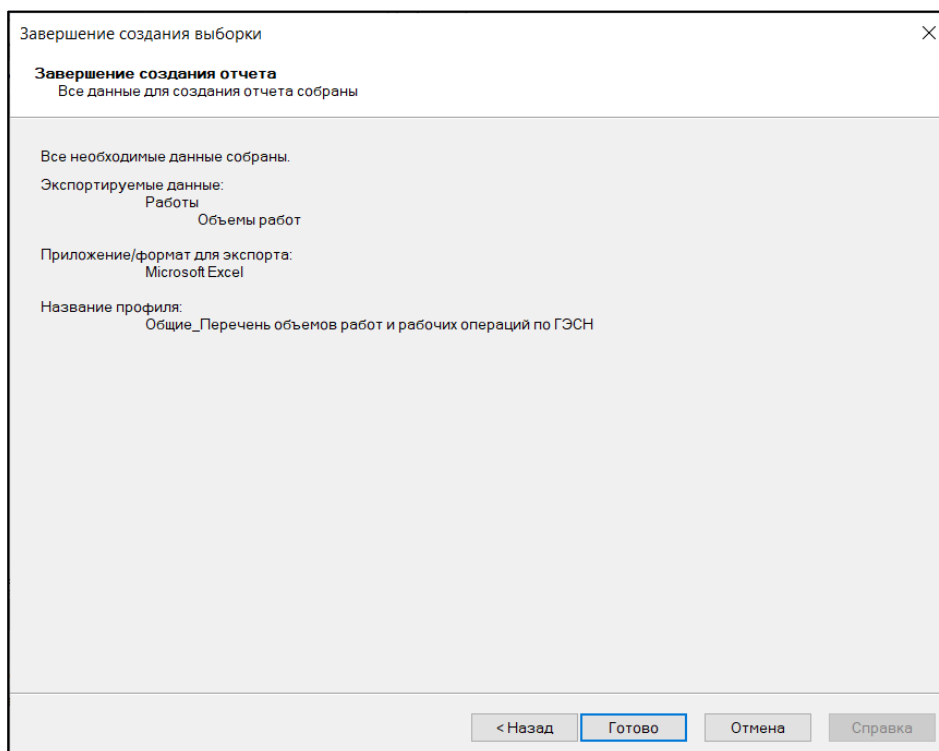 Завершение создания выборки
Завершение создания отчета
Все данные для создания отчета собраны
Все необходимые данные собраны.
Экспортируемые данные:
Работы
Объемы работ
Приложение/формат для экспорта:
Microsoft Excel
Название профиля:
Общие_Перечень объемов работ и рабочих операций по ГЭСН
< Назад Готово Отмена Справка